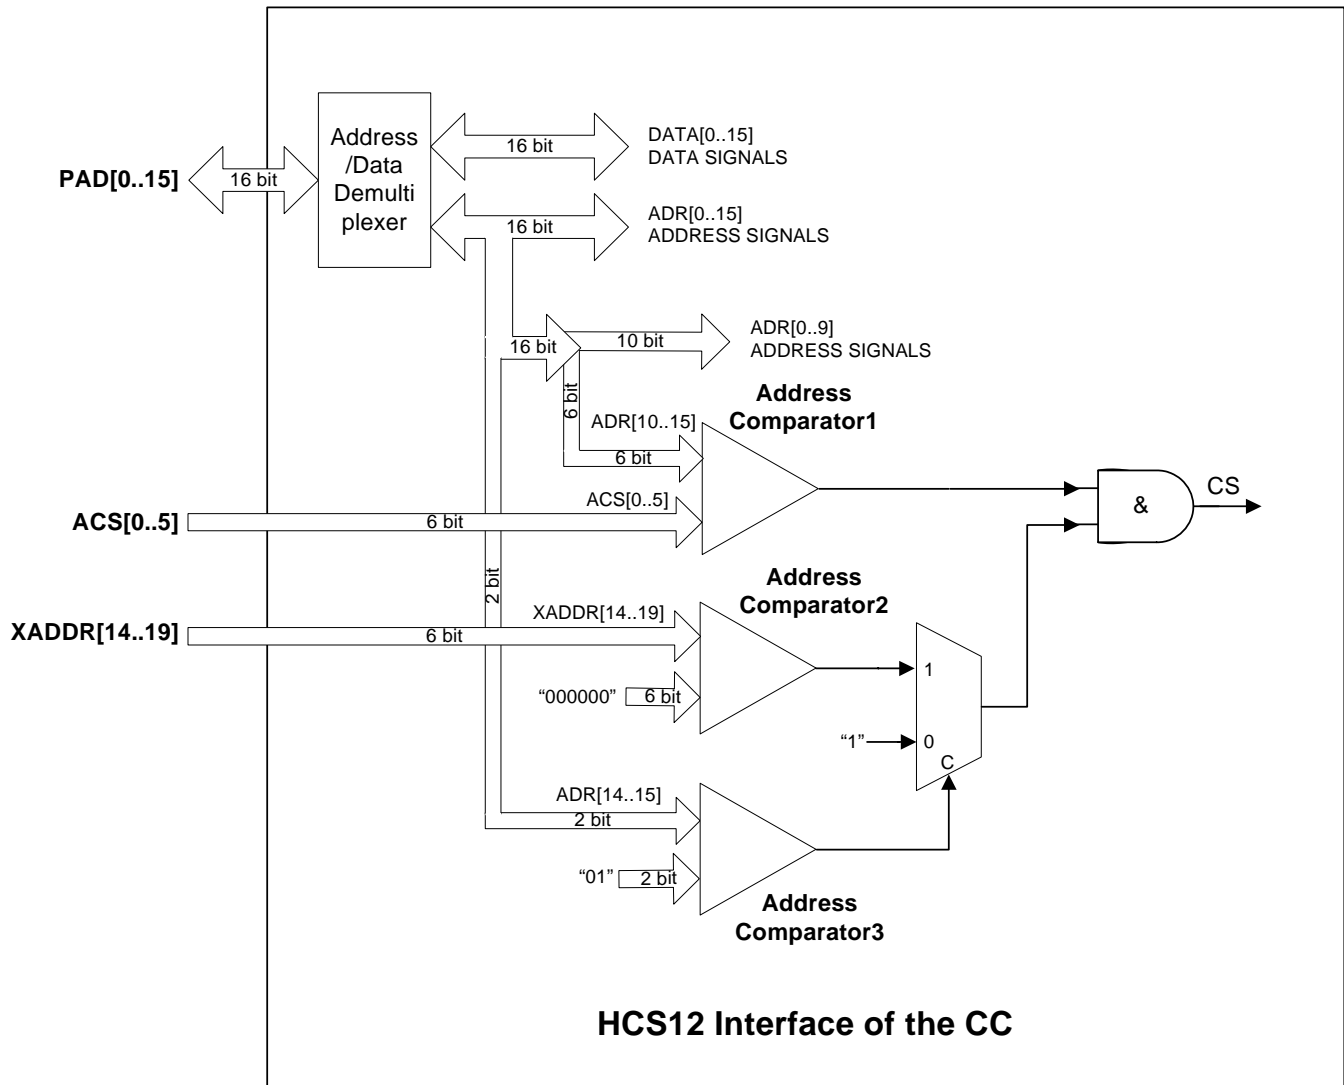 Address
/Data
Demulti
plexer
PAD[0..15]
16 bit
16 bit
DATA[0..15]
DATA SIGNALS
16 bit
ADR[0..15]
ADDRESS SIGNALS
16 bit
10 bit
ADR[0..9]
ADDRESS SIGNALS
6 bit
Address
Comparator1
ADR[10..15]
6 bit
ACS[0..5]
ACS[0..5]
6 bit
&
CS
2 bit
Address
Comparator2
XADDR[14..19]
XADDR[14..19]
6 bit
"000000"
6 bit
1
"1"
0
C
ADR[14..15]
2 bit
"01"
2 bit
Address
Comparator3
HCS12 Interface of the CC